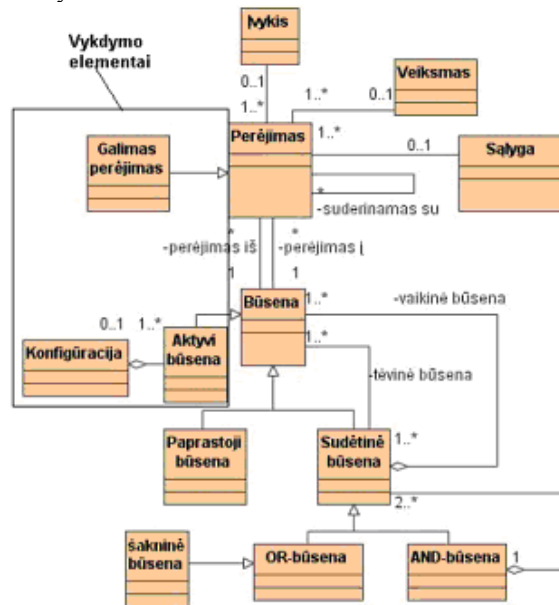 Įvykis
Vykdymo
elementai
Veiksmas
0..1
1..*
1..*
0..1
Galimas
perėjimas
Perėjimas
1..*
0..1
Sąlyga
*
-suderinamas su
*
*
-perėjimas iš
-perėjimas į
1
1
Būsena
1..*
-vaikinė būsena
0..1
1..*
1..*
Konfigūracija
Aktyvi
būsena
-tėvinė būsena
Paprastoji
būsena
Sudėtinė
būsena
1..*
2..*
šakninė
būsena
OR-būsena
AND-būsena
1